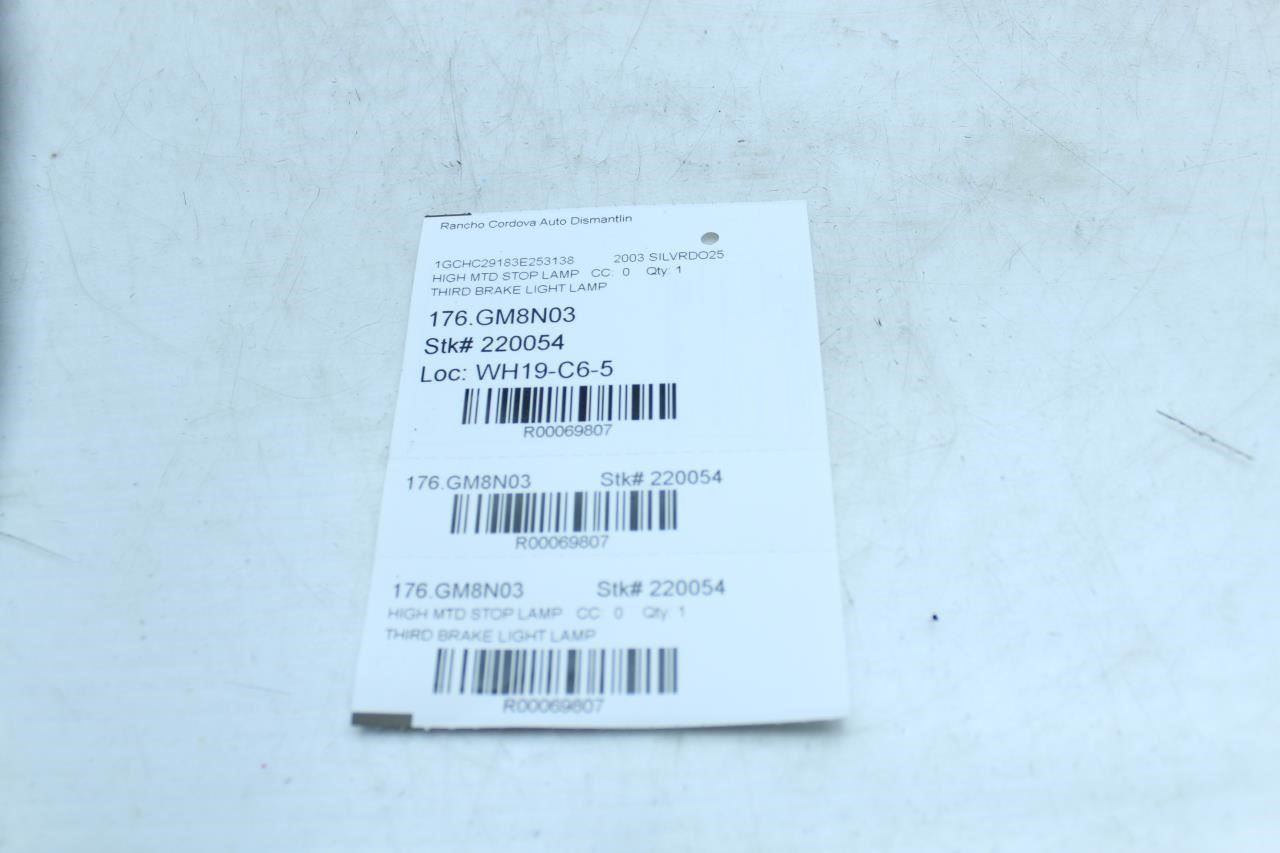 Rancho Cordova Auto Dismantlin
1GCHC29183E253138 2003 SILVRDO25
HIGH MTD STOP LAMP CC: 0 Qty: 1
THIRD BRAKE LIGHT LAMP
176.GM8N03
Stk# 220054
Loc: WH19-C6-5
R00069807
176.GM8N03 Stk# 220054
R00069807
176.GM8N03 Stk# 220054
HIGH MTD STOP LAMP CC: 0 Qty: 1
THIRD BRAKE LIGHT LAMP
R00069807